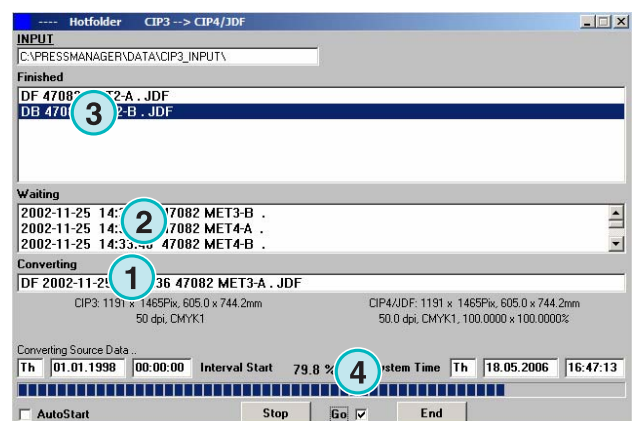 ---- Hotfolder CIP3 --> CIP4/JDF
INPUT
C:\PRESSMANAGER\DATA\CIP3_INPUT\
Finished
DF 4708 T2-A . JDF
DB 470 2-B . JDF
3
Waiting
2002-11-25 14: 47082 MET3-B .
2002-11-25 14: 47082 MET4-A .
2002-11-25 14:33:48 47082 MET4-B .
2
Converting
DF 2002-11-25 36 47082 MET3-A . JDF
1
CIP3: 1191 x 1465Pix, 605.0 x 744.2mm
CIP4/JDF: 1191 x 1465Pix, 605.0 x 744.2mm
50 dpi, CMYK1
50.0 dpi, CMYK1, 100.0000 x 100.0000%
Converting Source Data ..
Th 01.01.1998 00:00:00 Interval Start 79.8 % stem Time Th 18.05.2006 16:47:13
4
AutoStart Stop Go End